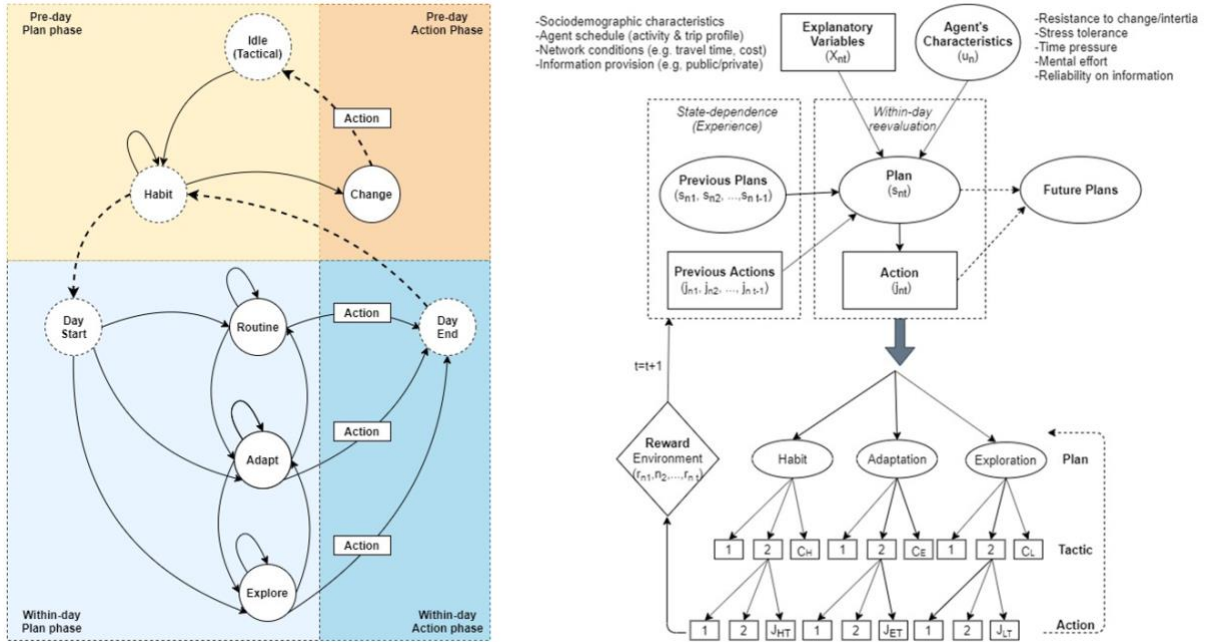 Pre-day
Plan phase
Pre-day
Action Phase
Idle
(Tactical)
Action
Habit
Change
Day
Start
Routine
Action
Day
End
Action
Adapt
Action
Explore
Within-day
Plan phase
Within-day
Action phase
-Sociodemographic characteristics
-Agent schedule (activity & trip profile)
-Network conditions (e.g. travel time, cost)
-Information provision (e.g, public/private)
Explanatory
Variables
(Xnt)
Agent's
Characteristics
(un)
-Resistance to change/intertia
-Stress tolerance
-Time pressure
-Mental effort
-Reliability on information
State-dependence
(Experience)
Within-day
reevaluation
Previous Plans
(sn1, sn2, ...,sn t-1)
Plan
(snt)
Future Plans
Previous Actions
(jn1, jn2, ..., jn t-1)
Action
(jnt)
t=t+1
Reward
Environment
(rn1,n2,...,rn t)
Habit
Adaptation
Exploration
Plan
1 2 CH 1 2 CE 1 2 CL
Tactic
1 2 JHT 1 2 JET 1 2 JLT
Action